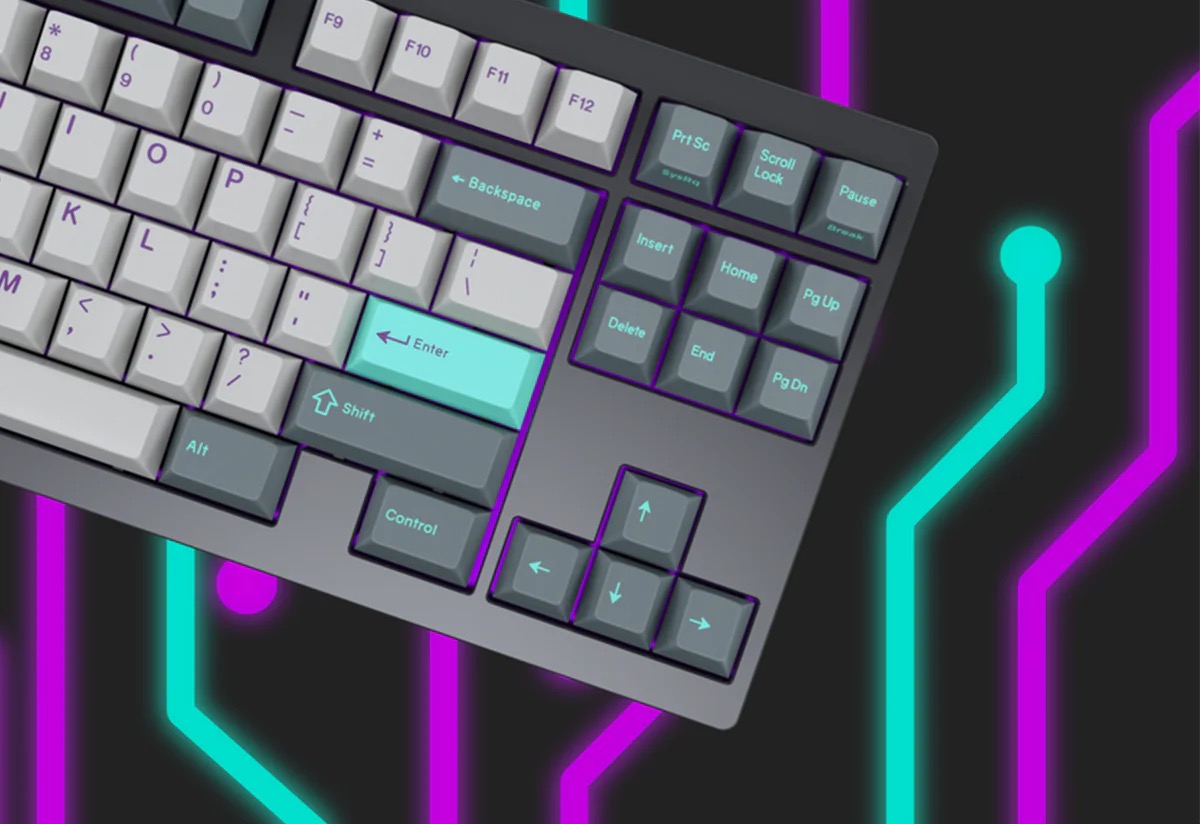 F9
F10
F11
F12
Prt Sc
SysRq
Scroll
Lock
Pause
Break
*
8
(
9
)
0
—
-
+
=
← Backspace
Insert
Home
Pg Up
I
O
P
{
[
}
]
|
\
Delete
End
Pg Dn
K
L
:
;
"
'
Enter
M
<
,
>
.
?
/
Shift
↑
Alt
Control
←
↓
→